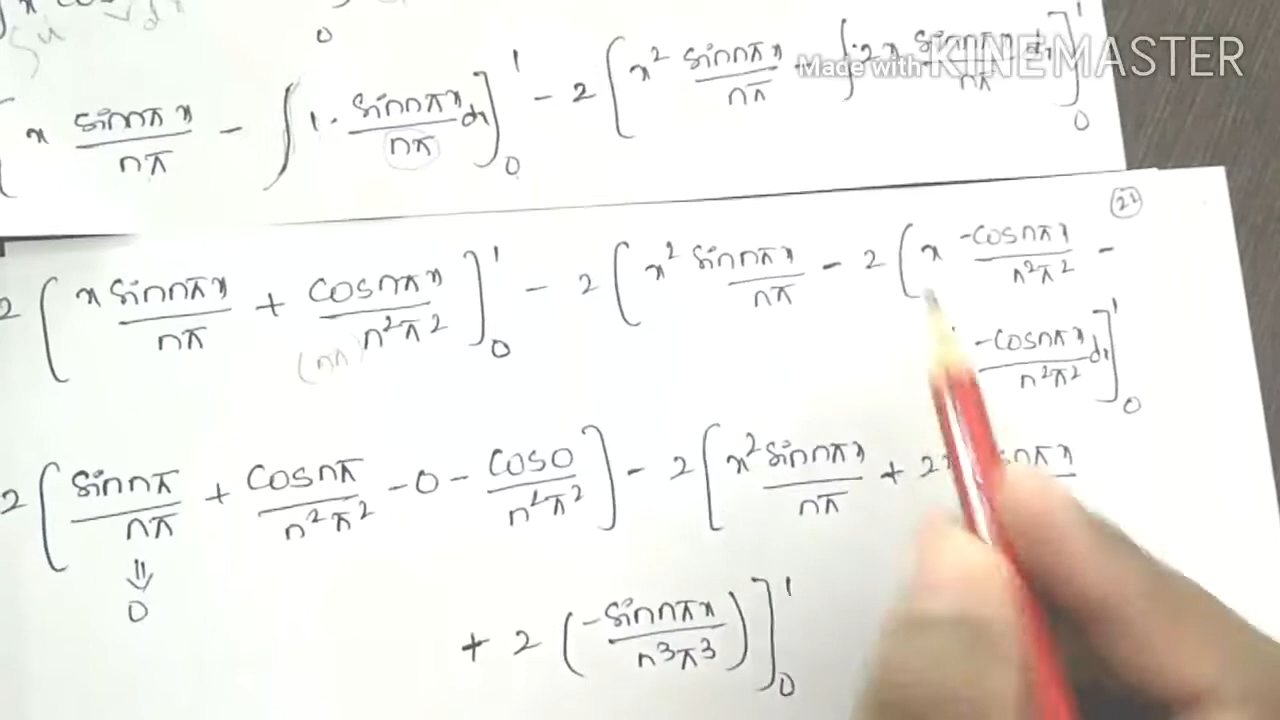 0
x sinnπx/nπ - ∫ 1. sinnπx/nπ dx]₀¹ - 2 [x² sinnπx/nπ ∫ 2x sinnπx/nπ dx]₀¹
Made with KINEMASTER
22
2 [x sinnπx/nπ + cosnπx/n²π²]₀¹ - 2 [x² sinnπx/nπ - 2 (x -cosnπx/n²π² -
-cosnπx/n²π² dx]₀¹
(nπ)
2 [sinnπ/nπ + cosnπ/n²π² - 0 - cos0/n²π²] - 2 [x² sinnπx/nπ + 2
⇓
0
+ 2 (-sinnπx/n³π³)]₀¹